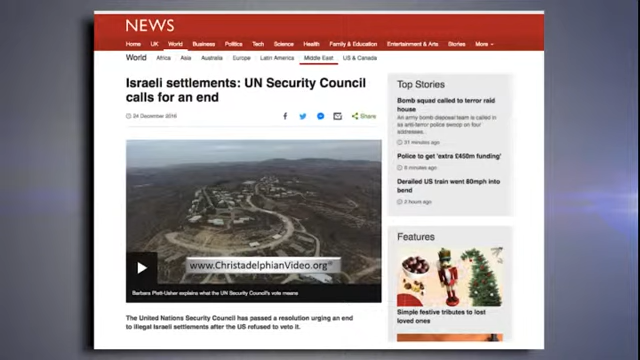 NEWS
Home UK World Business Politics Tech Science Health Family & Education Entertainment & Arts Stories More
World Africa Asia Australia Europe Latin America Middle East US & Canada
Israeli settlements: UN Security Council
calls for an end
24 December 2016
Share
www.ChristadelphianVideo.org
Barbara Plett-Usher explains what the UN Security Council's vote means
The United Nations Security Council has passed a resolution urging an end
to illegal Israeli settlements after the US refused to veto it.
Top Stories
Bomb squad called to terror raid
house
An army bomb disposal team is called in
as anti-terror police swoop on four
addresses.
31 minutes ago
Police to get 'extra £450m funding'
minutes ago
Derailed US train went 80mph into
bend
2 hours ago
Features
Simple festive tributes to lost
loved ones